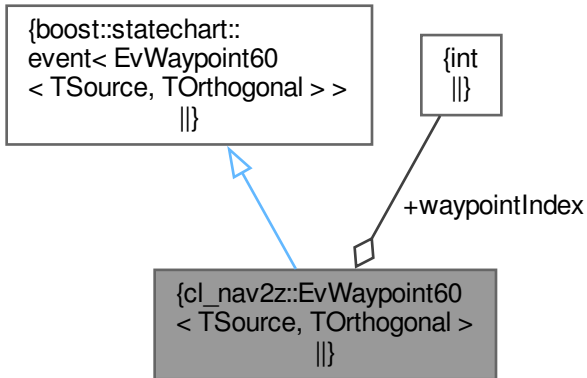 {boost::statechart::
event< EvWaypoint60
< TSource, TOrthogonal > >
||}
{int
||}
+waypointIndex
{cl_nav2z::EvWaypoint60
< TSource, TOrthogonal >
||}